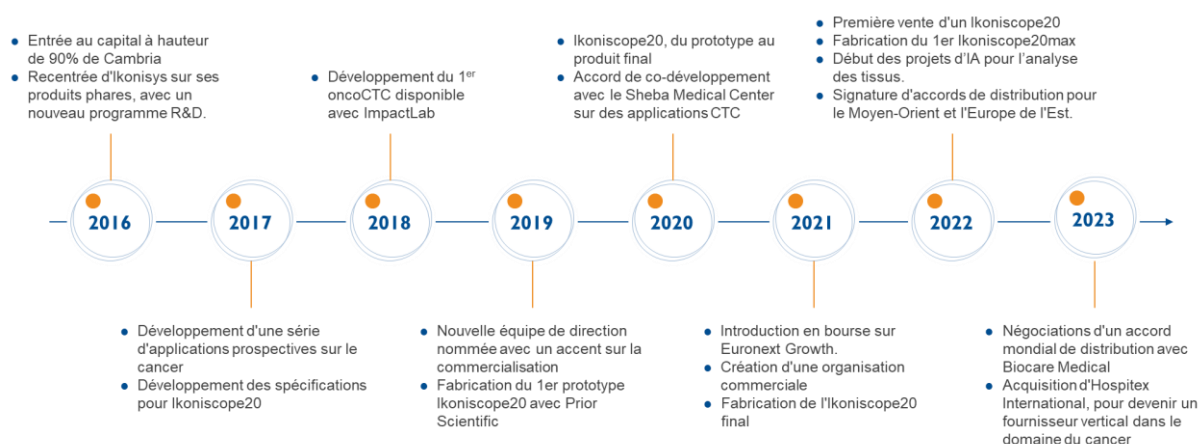 Entrée au capital à hauteur
de 90% de Cambria
Recentrée d'Ikonisys sur ses
produits phares, avec un
nouveau programme R&D.
Développement du 1er
oncoCTC disponible
avec ImpactLab
Ikoniscope20, du prototype au
produit final
Accord de co-développement
avec le Sheba Medical Center
sur des applications CTC
Première vente d'un Ikoniscope20
Fabrication du 1er Ikoniscope20max
Début des projets d'IA pour l'analyse
des tissus.
Signature d'accords de distribution pour
le Moyen-Orient et l'Europe de l'Est.
2016
2017
2018
2019
2020
2021
2022
2023
Développement d'une série
d'applications prospectives sur le
cancer
Développement des spécifications
pour Ikoniscope20
Nouvelle équipe de direction
nommée avec un accent sur la
commercialisation
Fabrication du 1er prototype
Ikoniscope20 avec Prior
Scientific
Introduction en bourse sur
Euronext Growth.
Création d'une organisation
commerciale
Fabrication de l'Ikoniscope20
final
Négociations d'un accord
mondial de distribution avec
Biocare Medical
Acquisition d'Hospitex
International, pour devenir un
fournisseur vertical dans le
domaine du cancer